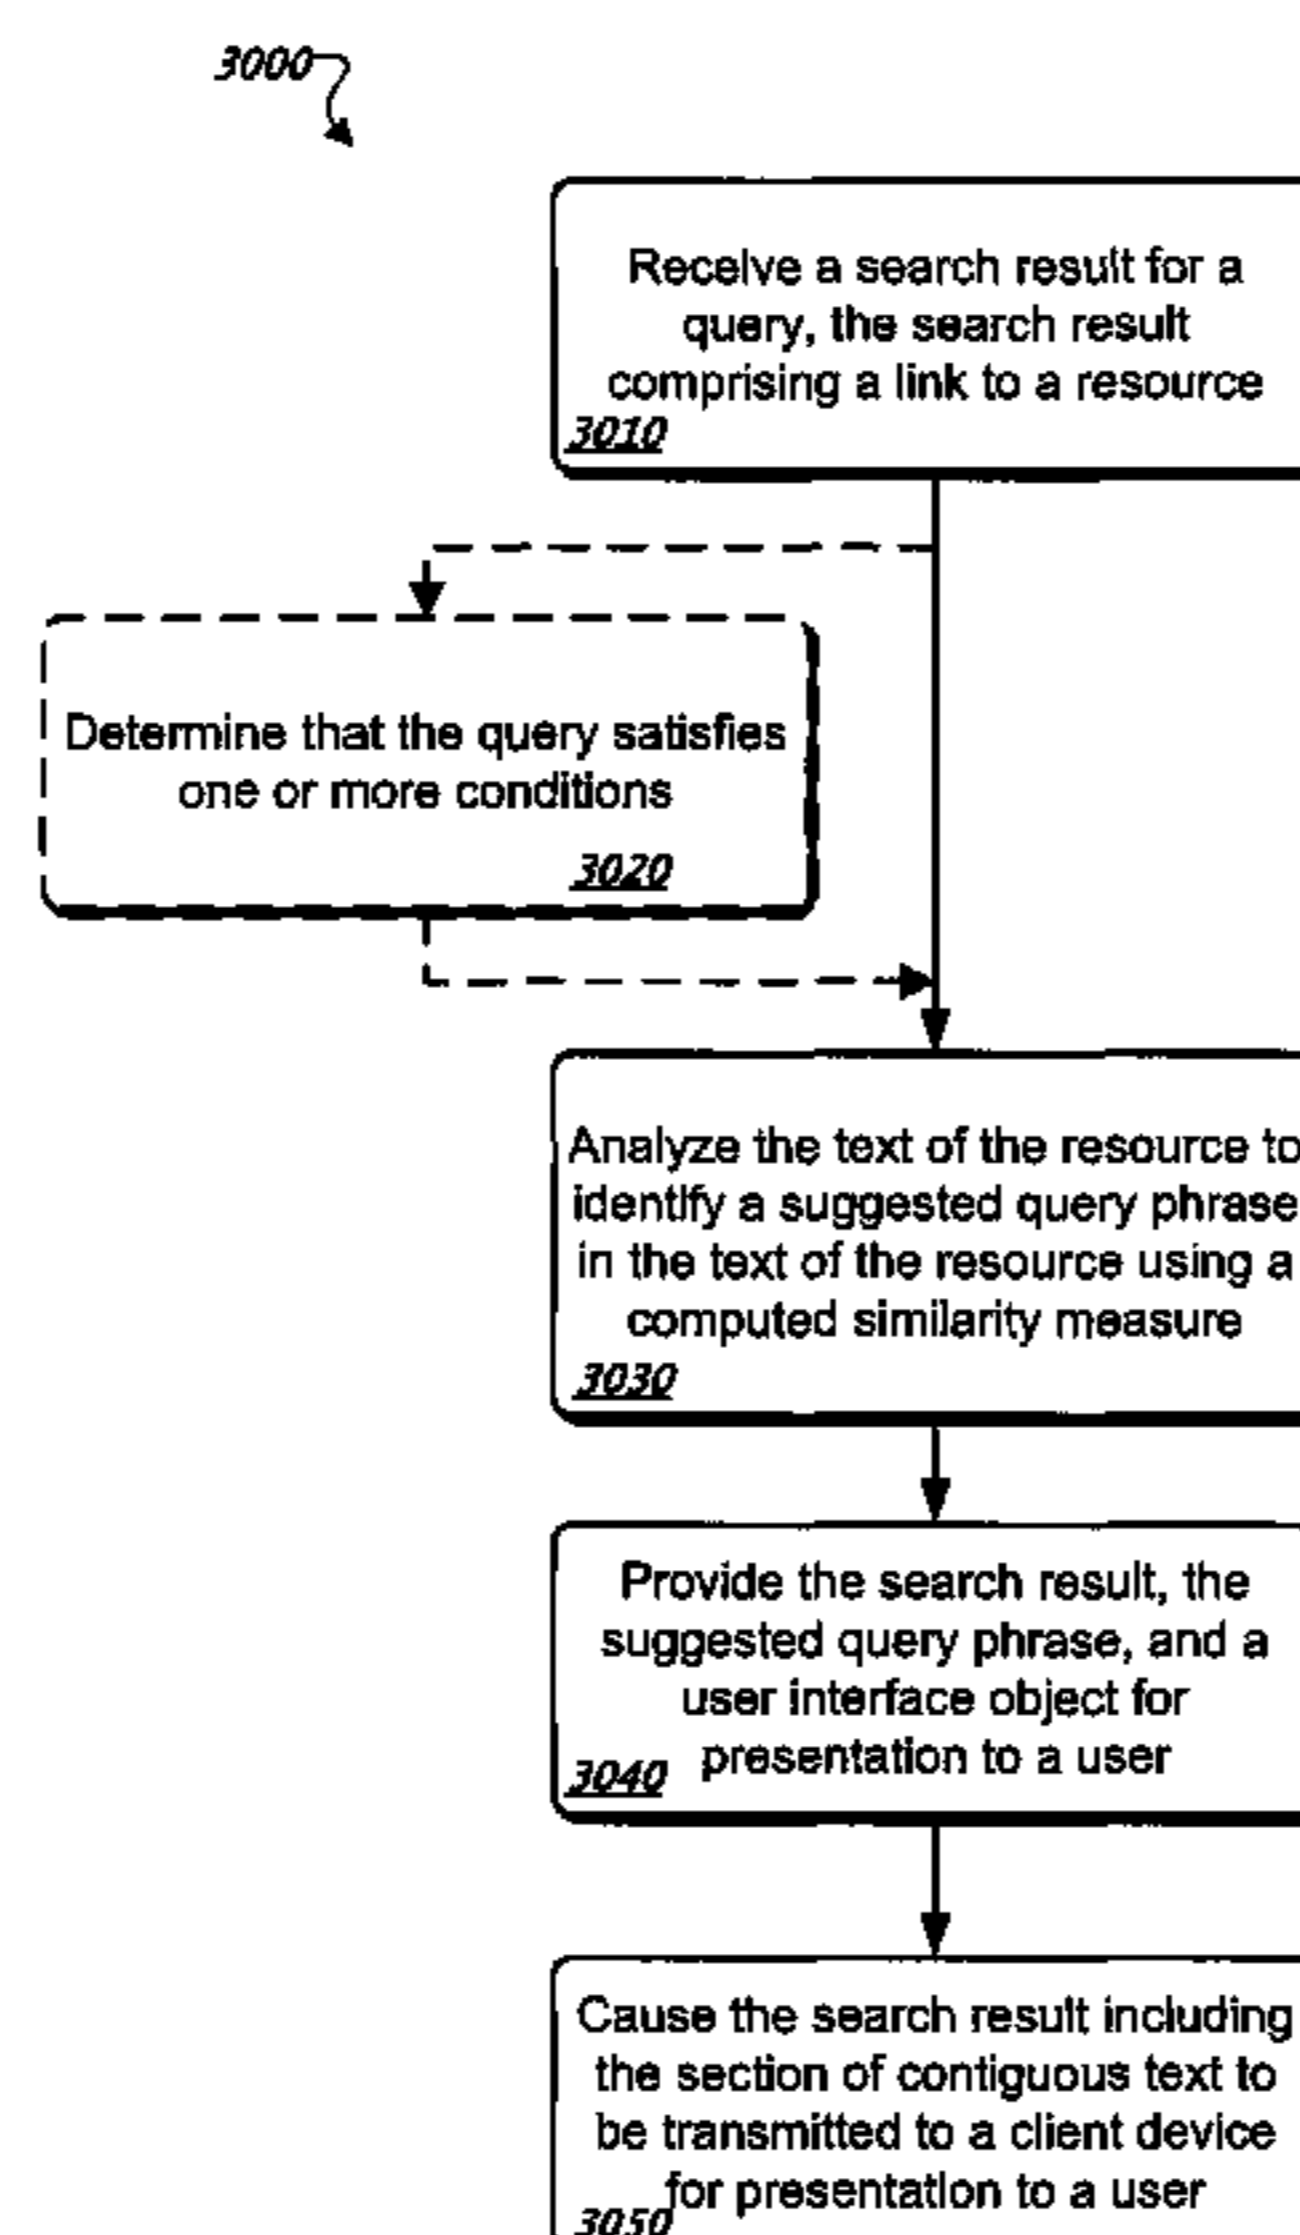 3000
Receive a search result for a
query, the search result
comprising a link to a resource
3010
Determine that the query satisfies
one or more conditions
3020
Analyze the text of the resource to
identify a suggested query phrase
in the text of the resource using a
computed similarity measure
3030
Provide the search result, the
suggested query phrase, and a
user interface object for
presentation to a user
3040
Cause the search result including
the section of contiguous text to
be transmitted to a client device
for presentation to a user
3050